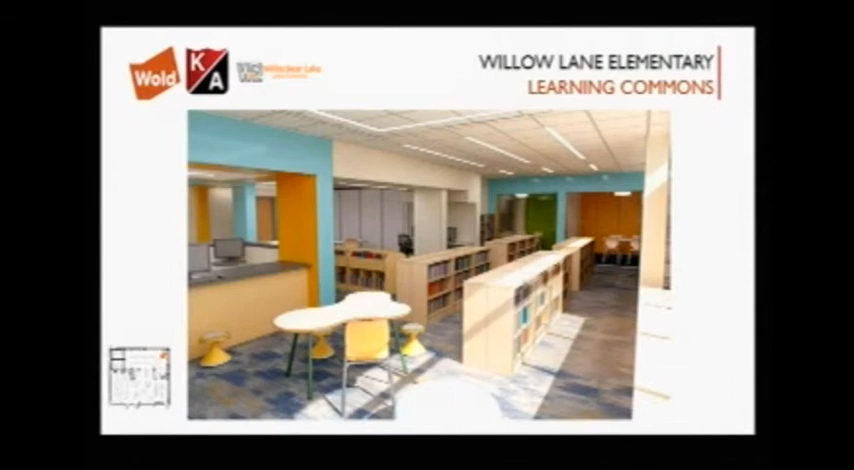 Wold
K
A
WILLOW LANE ELEMENTARY
LEARNING COMMONS